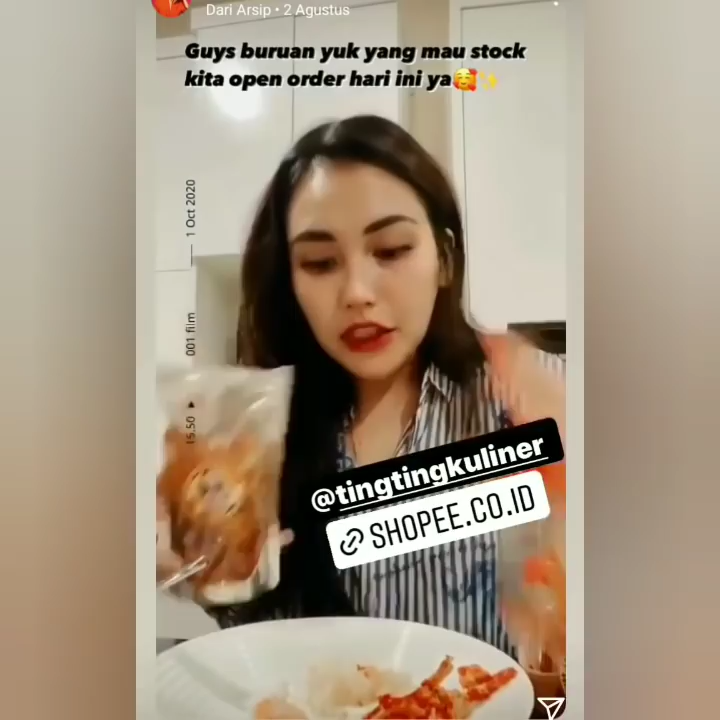 Dari Arsip • 2 Agustus
Guys buruan yuk yang mau stock
kita open order hari ini ya🥰✨
1 Oct 2020
001 film
15.50 ▶
@tingtingkuliner
SHOPEE.CO.ID